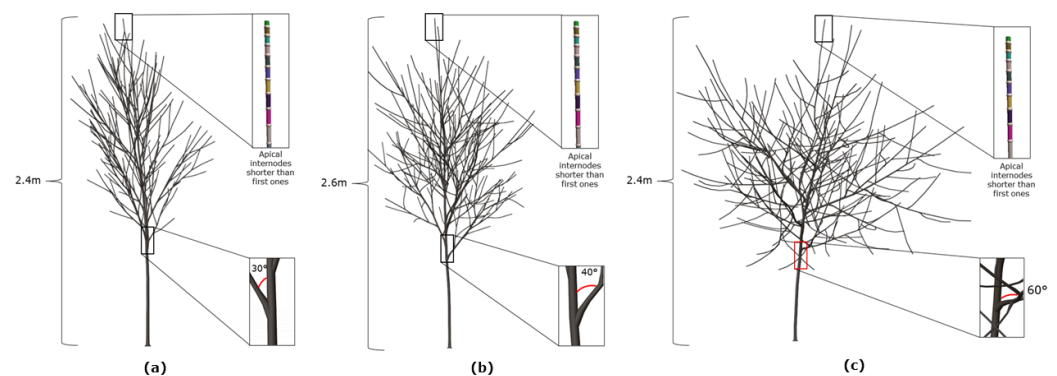 2.4m
Apical
internodes
shorter than
first ones
30°
(a)
2.6m
Apical
internodes
shorter than
first ones
40°
(b)
2.4m
Apical
internodes
shorter than
first ones
60°
(c)